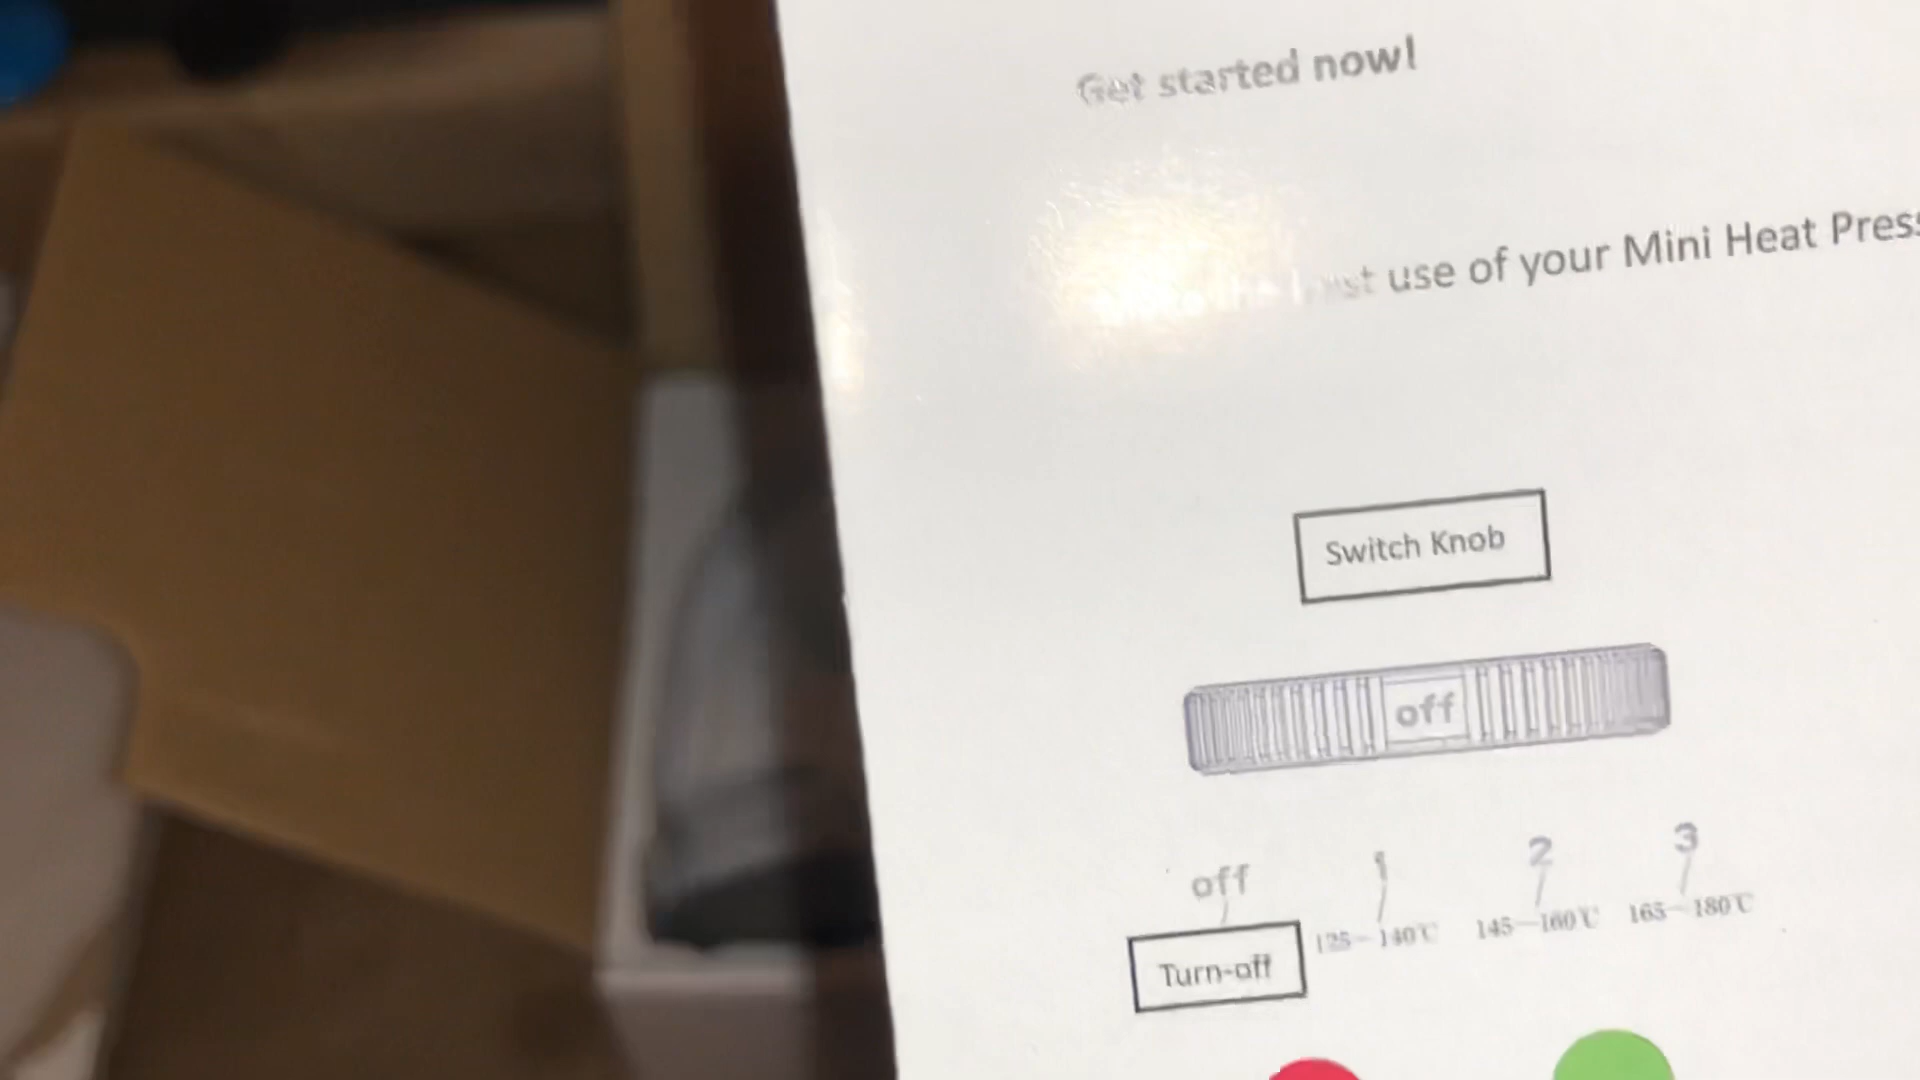 Get started now!
use of your Mini Heat Press
Switch Knob
off
off 1 2 3
125—140℃ 145—160℃ 165—180℃
Turn-off